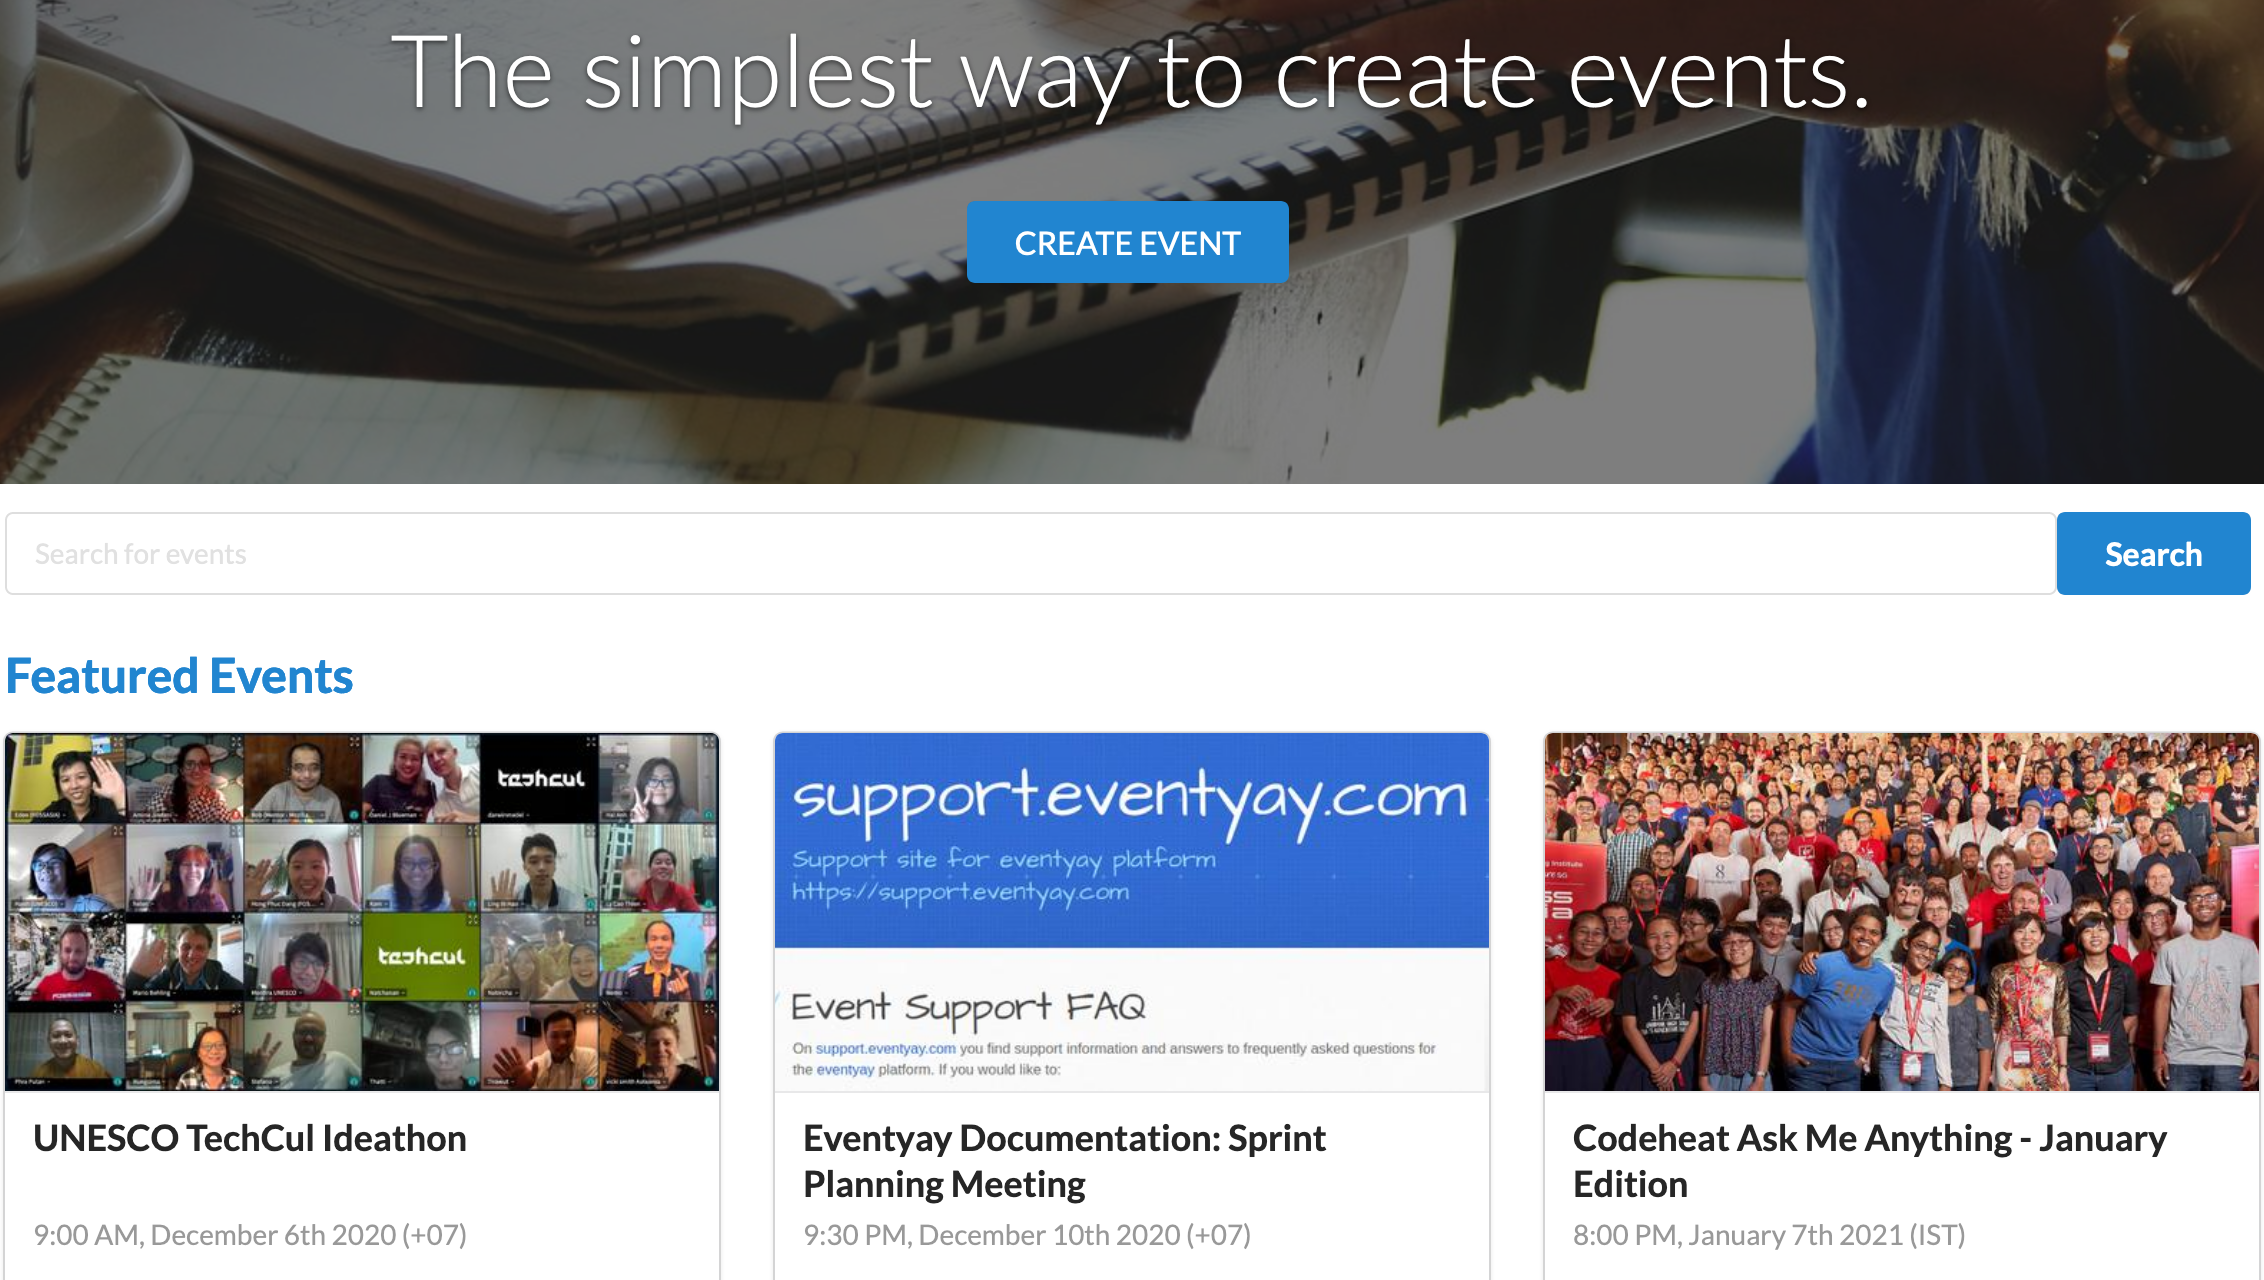 The simplest way to create events.
CREATE EVENT
Search for events
Search
Featured Events
techcul
techcul
support.eventyay.com
Support site for eventyay platform
https://support.eventyay.com
Event Support FAQ
On support.eventyay.com you find support information and answers to frequently asked questions for
the eventyay platform. If you would like to:
UNESCO TechCul Ideathon
9:00 AM, December 6th 2020 (+07)
Eventyay Documentation: Sprint
Planning Meeting
9:30 PM, December 10th 2020 (+07)
Codeheat Ask Me Anything - January
Edition
8:00 PM, January 7th 2021 (IST)